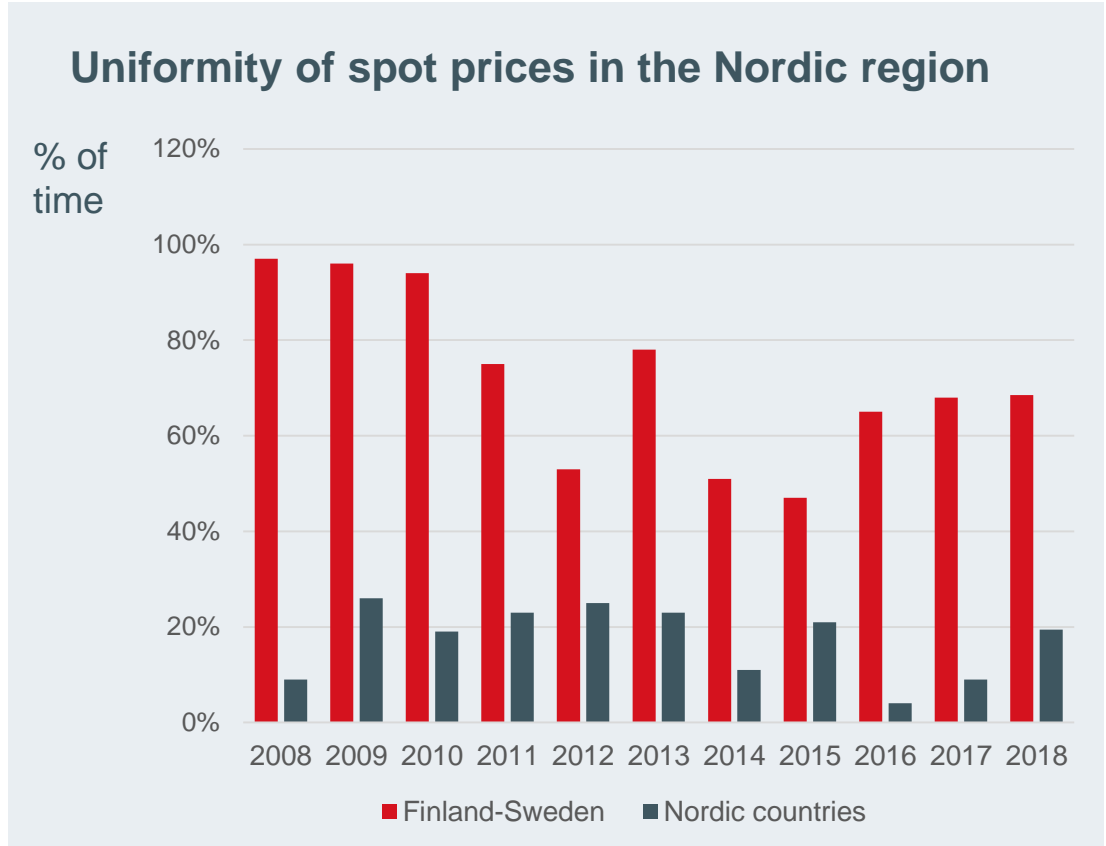 Uniformity of spot prices in the Nordic region
% of
time
120%
100%
80%
60%
40%
20%
0%
2008 2009 2010 2011 2012 2013 2014 2015 2016 2017 2018
Finland-Sweden Nordic countries